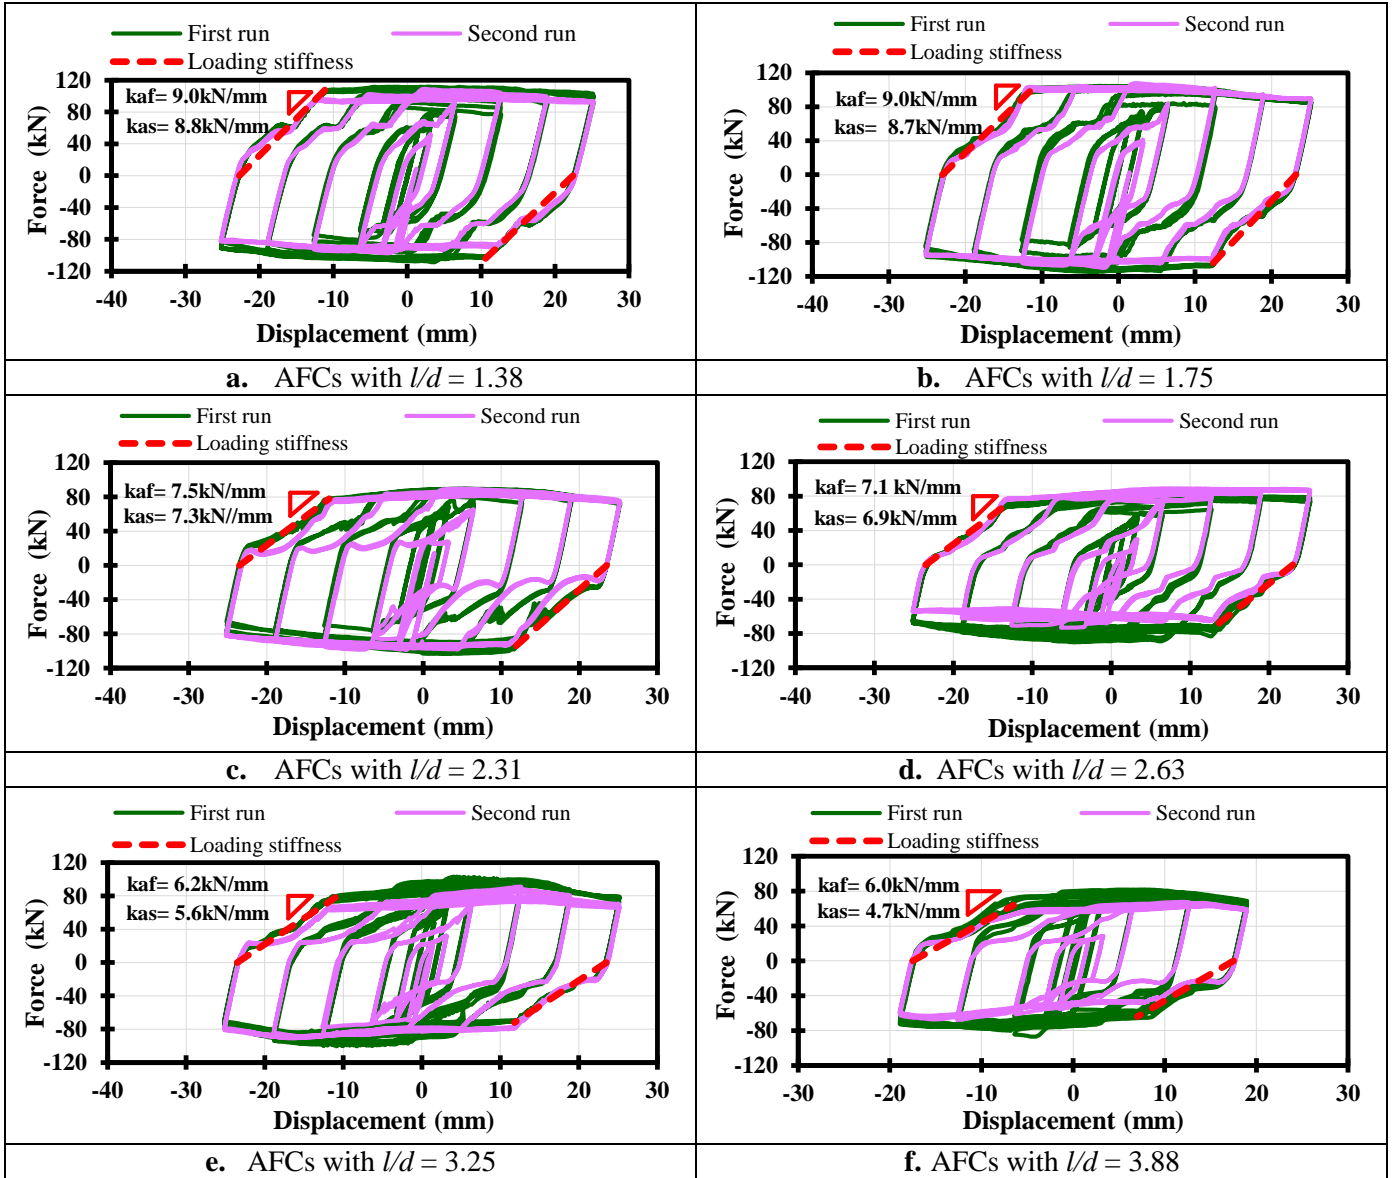 First run
Second run
Loading stiffness
kaf= 9.0kN/mm
kas= 8.8kN/mm
Force (kN)
120
80
40
0
-40
-80
-120
-40 -30 -20 -10 0 10 20 30
Displacement (mm)
a. AFCs with l/d = 1.38
First run
Second run
Loading stiffness
kaf= 9.0kN/mm
kas= 8.7kN/mm
Force (kN)
120
80
40
0
-40
-80
-120
-40 -30 -20 -10 0 10 20 30
Displacement (mm)
b. AFCs with l/d = 1.75
First run
Second run
Loading stiffness
kaf= 7.5kN/mm
kas= 7.3kN//mm
Force (kN)
120
80
40
0
-40
-80
-120
-40 -30 -20 -10 0 10 20 30
Displacement (mm)
c. AFCs with l/d = 2.31
First run
Second run
Loading stiffness
kaf= 7.1 kN/mm
kas= 6.9kN/mm
Force (kN)
120
80
40
0
-40
-80
-120
-40 -30 -20 -10 0 10 20 30
Displacement (mm)
d. AFCs with l/d = 2.63
First run
Second run
Loading stiffness
kaf= 6.2kN/mm
kas= 5.6kN/mm
Force (kN)
120
80
40
0
-40
-80
-120
-40 -30 -20 -10 0 10 20 30
Displacement (mm)
e. AFCs with l/d = 3.25
First run
Second run
Loading stiffness
kaf= 6.0kN/mm
kas= 4.7kN/mm
Force (kN)
120
80
40
0
-40
-80
-120
-30 -20 -10 0 10 20 30
Displacement (mm)
f. AFCs with l/d = 3.88